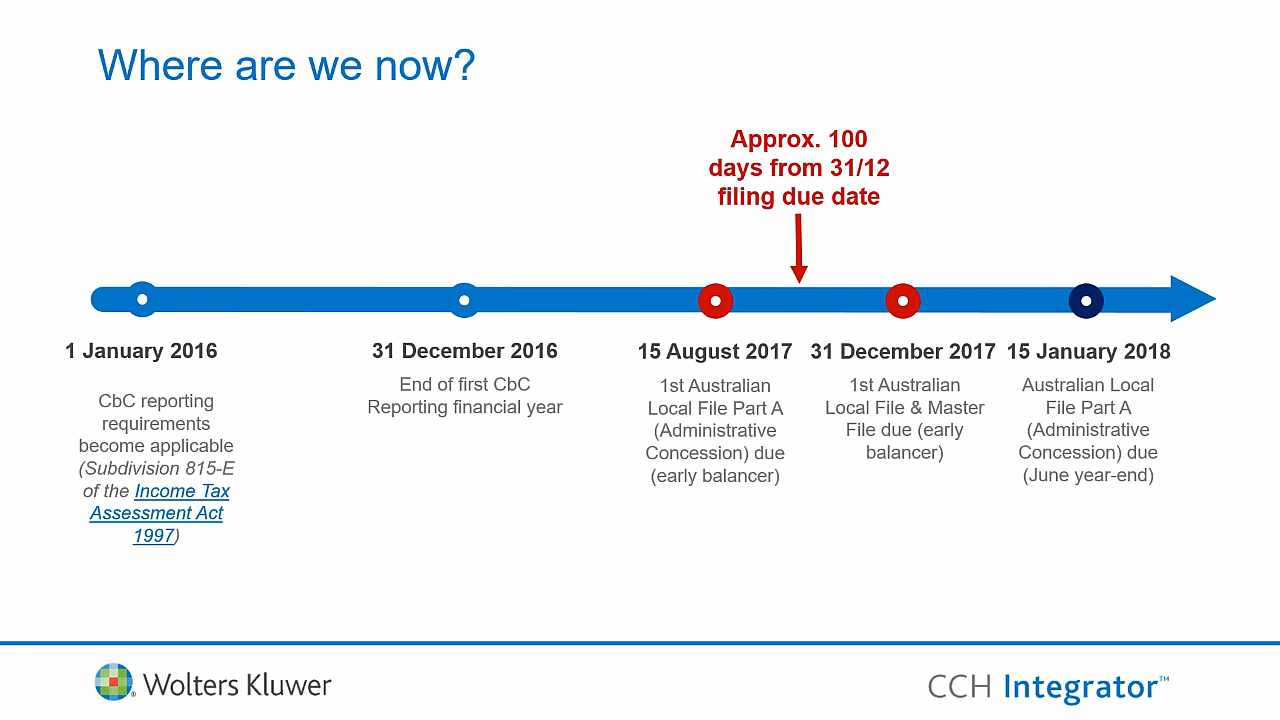 Where are we now?
Approx. 100
days from 31/12
filing due date
1 January 2016
CbC reporting
requirements
become applicable
(Subdivision 815-E
of the Income Tax
Assessment Act
1997)
31 December 2016
End of first CbC
Reporting financial year
15 August 2017
1st Australian
Local File Part A
(Administrative
Concession) due
(early balancer)
31 December 2017
1st Australian
Local File & Master
File due (early
balancer)
15 January 2018
Australian Local
File Part A
(Administrative
Concession) due
(June year-end)
Wolters Kluwer
CCH Integrator™